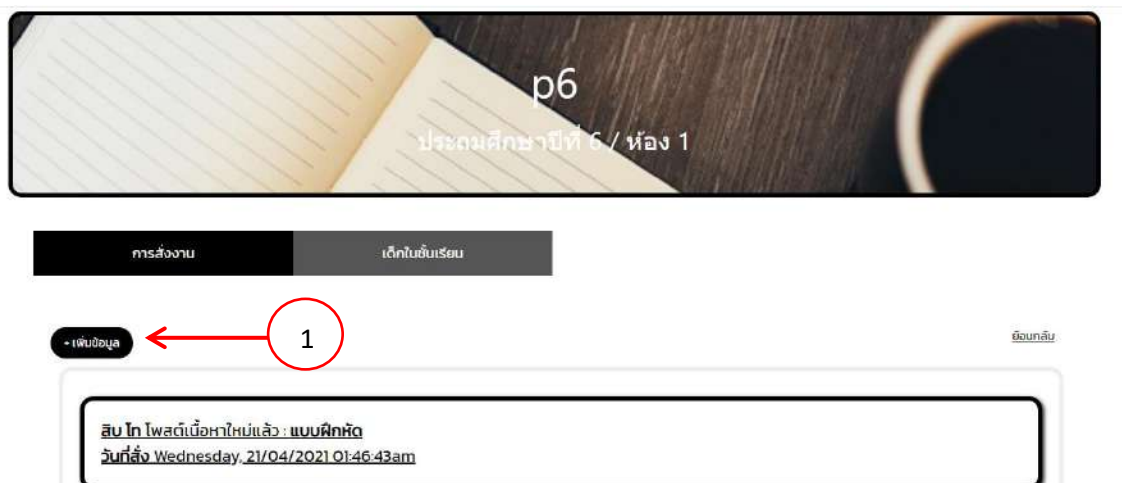 p6
ประถมศึกษาปีที่ 6 / ห้อง 1
การสั่งงาน
เด็กในชั้นเรียน
+ เพิ่มข้อมูล
1
ย้อนกลับ
สิบ โท โพสต์เนื้อหาใหม่แล้ว : แบบฝึกหัด
วันที่สั่ง Wednesday, 21/04/2021 01:46:43am